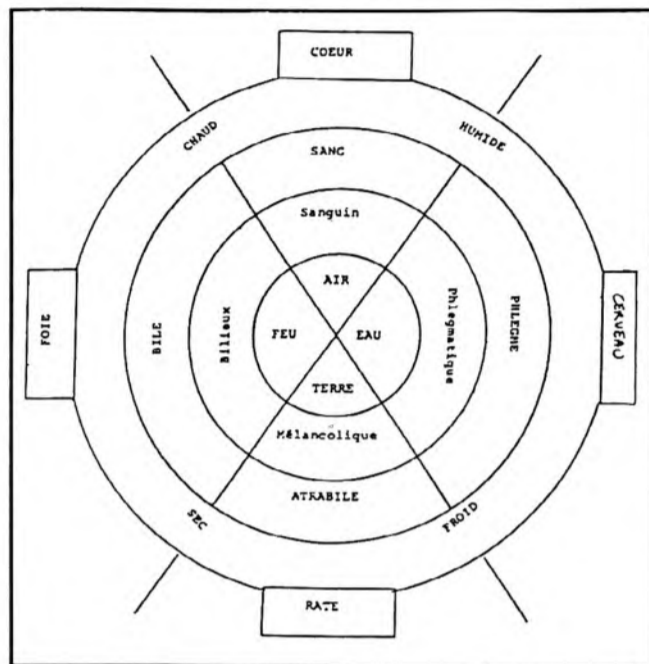 COEUR
CHAUD
HUMIDE
SANG
Sanguin
AIR
FOIE
BILE
Bilieux
FEU
EAU
Phlegmatique
PHLEGME
CERVEAU
TERRE
Mélancolique
ATRABILE
SEC
FROID
RATE